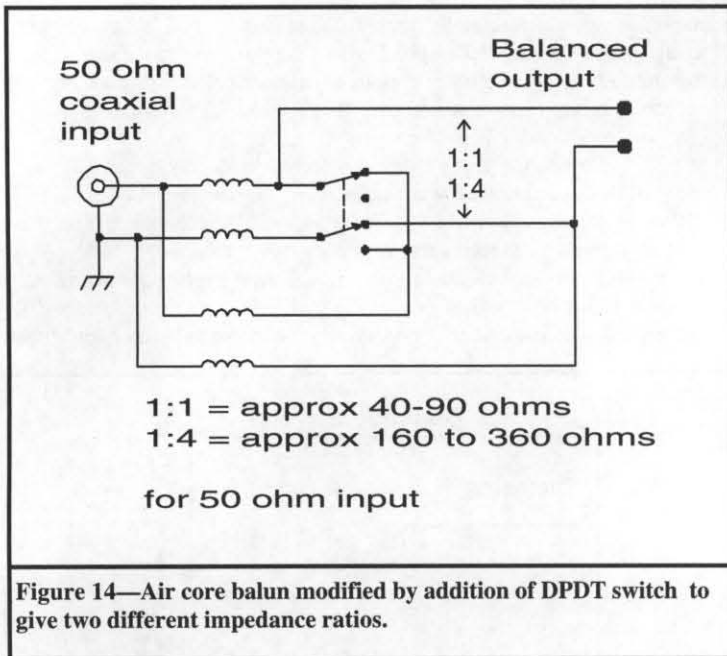 50 ohm
coaxial
input
Balanced
output
1:1
1:4
1:1 = approx 40-90 ohms
1:4 = approx 160 to 360 ohms
for 50 ohm input
Figure 14—Air core balun modified by addition of DPDT switch to
give two different impedance ratios.